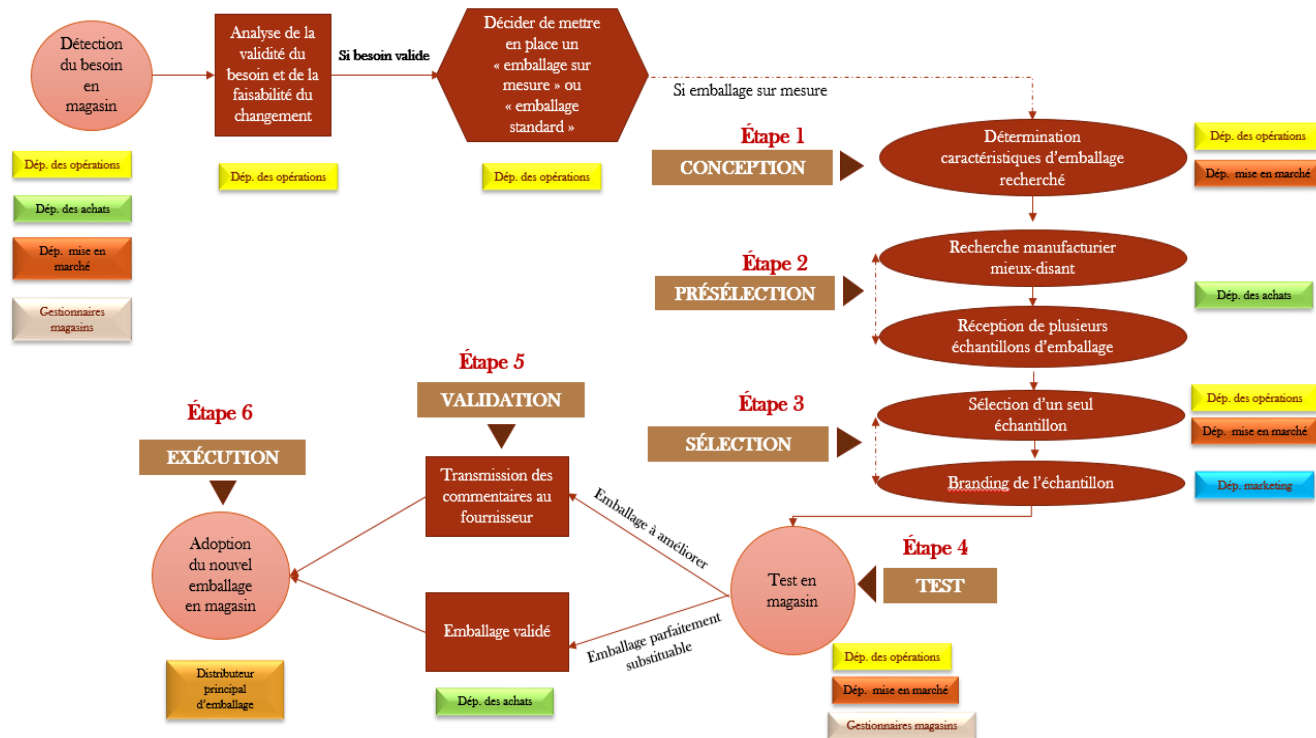 Détection
du besoin
en
magasin
Analyse de la
validité du
besoin et de la
faisabilité du
changement
Si besoin valide
Décider de mettre
en place un
« emballage sur
mesure » ou
« emballage
standard »
Si emballage sur mesure
Dép. des opérations
Dép. des achats
Dép. mise en
marché
Gestionnaires
magasins
Dép. des opérations
Dép. des opérations
Étape 1
CONCEPTION
Détermination
caractéristiques d’emballage
recherché
Dép. des opérations
Dép. mise en marché
Étape 2
PRÉSÉLECTION
Recherche manufacturier
mieux-disant
Réception de plusieurs
échantillons d’emballage
Dép. des achats
Étape 3
SÉLECTION
Sélection d’un seul
échantillon
Branding de l’échantillon
Dép. des opérations
Dép. mise en marché
Dép. marketing
Étape 4
TEST
Test en
magasin
Dép. des opérations
Dép. mise en marché
Gestionnaires magasins
Emballage à améliorer
Emballage parfaitement
substituable
Étape 5
VALIDATION
Transmission des
commentaires au
fournisseur
Emballage validé
Dép. des achats
Étape 6
EXÉCUTION
Adoption
du nouvel
emballage
en magasin
Distributeur
principal
d’emballage